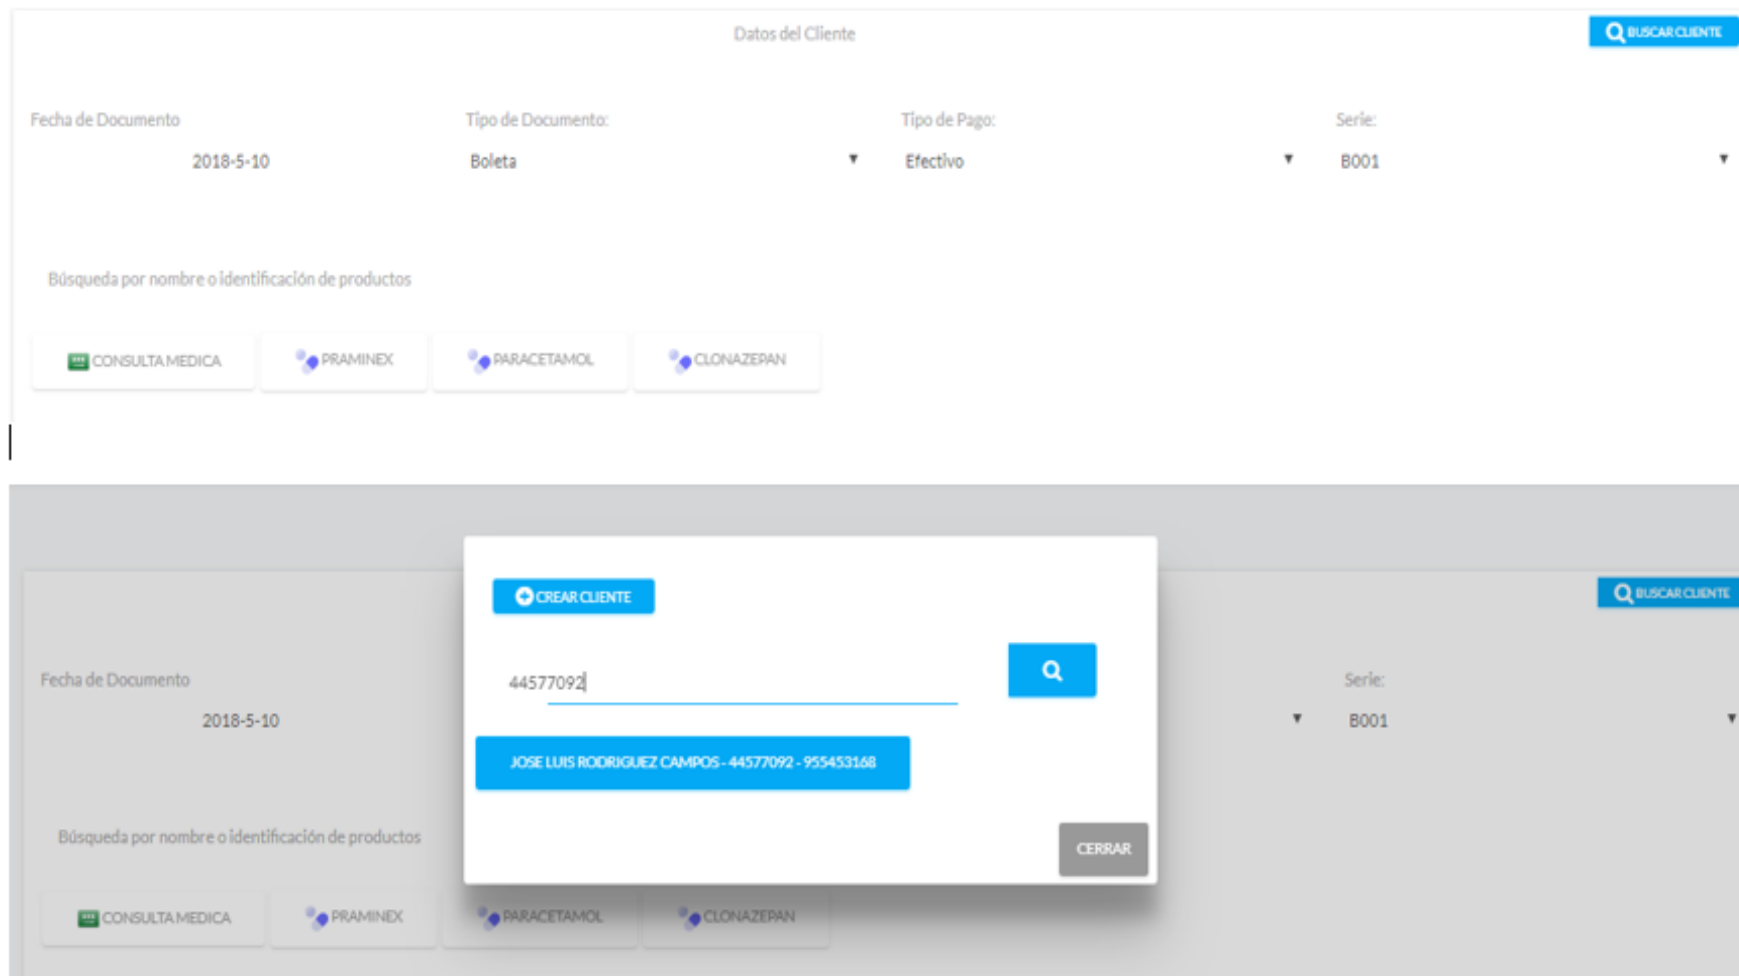 Datos del Cliente
BUSCAR CLIENTE
Fecha de Documento
Tipo de Documento:
Tipo de Pago:
Serie:
2018-5-10
Boleta
Efectivo
B001
Búsqueda por nombre o identificación de productos
CONSULTA MEDICA
PRAMINEX
PARACETAMOL
CLONAZEPAN
CREAR CLIENTE
BUSCAR CLIENTE
44577092
Fecha de Documento
Serie:
2018-5-10
B001
JOSE LUIS RODRIGUEZ CAMPOS - 44577092 - 955453168
Búsqueda por nombre o identificación de productos
CERRAR
CONSULTA MEDICA
PRAMINEX
PARACETAMOL
CLONAZEPAN